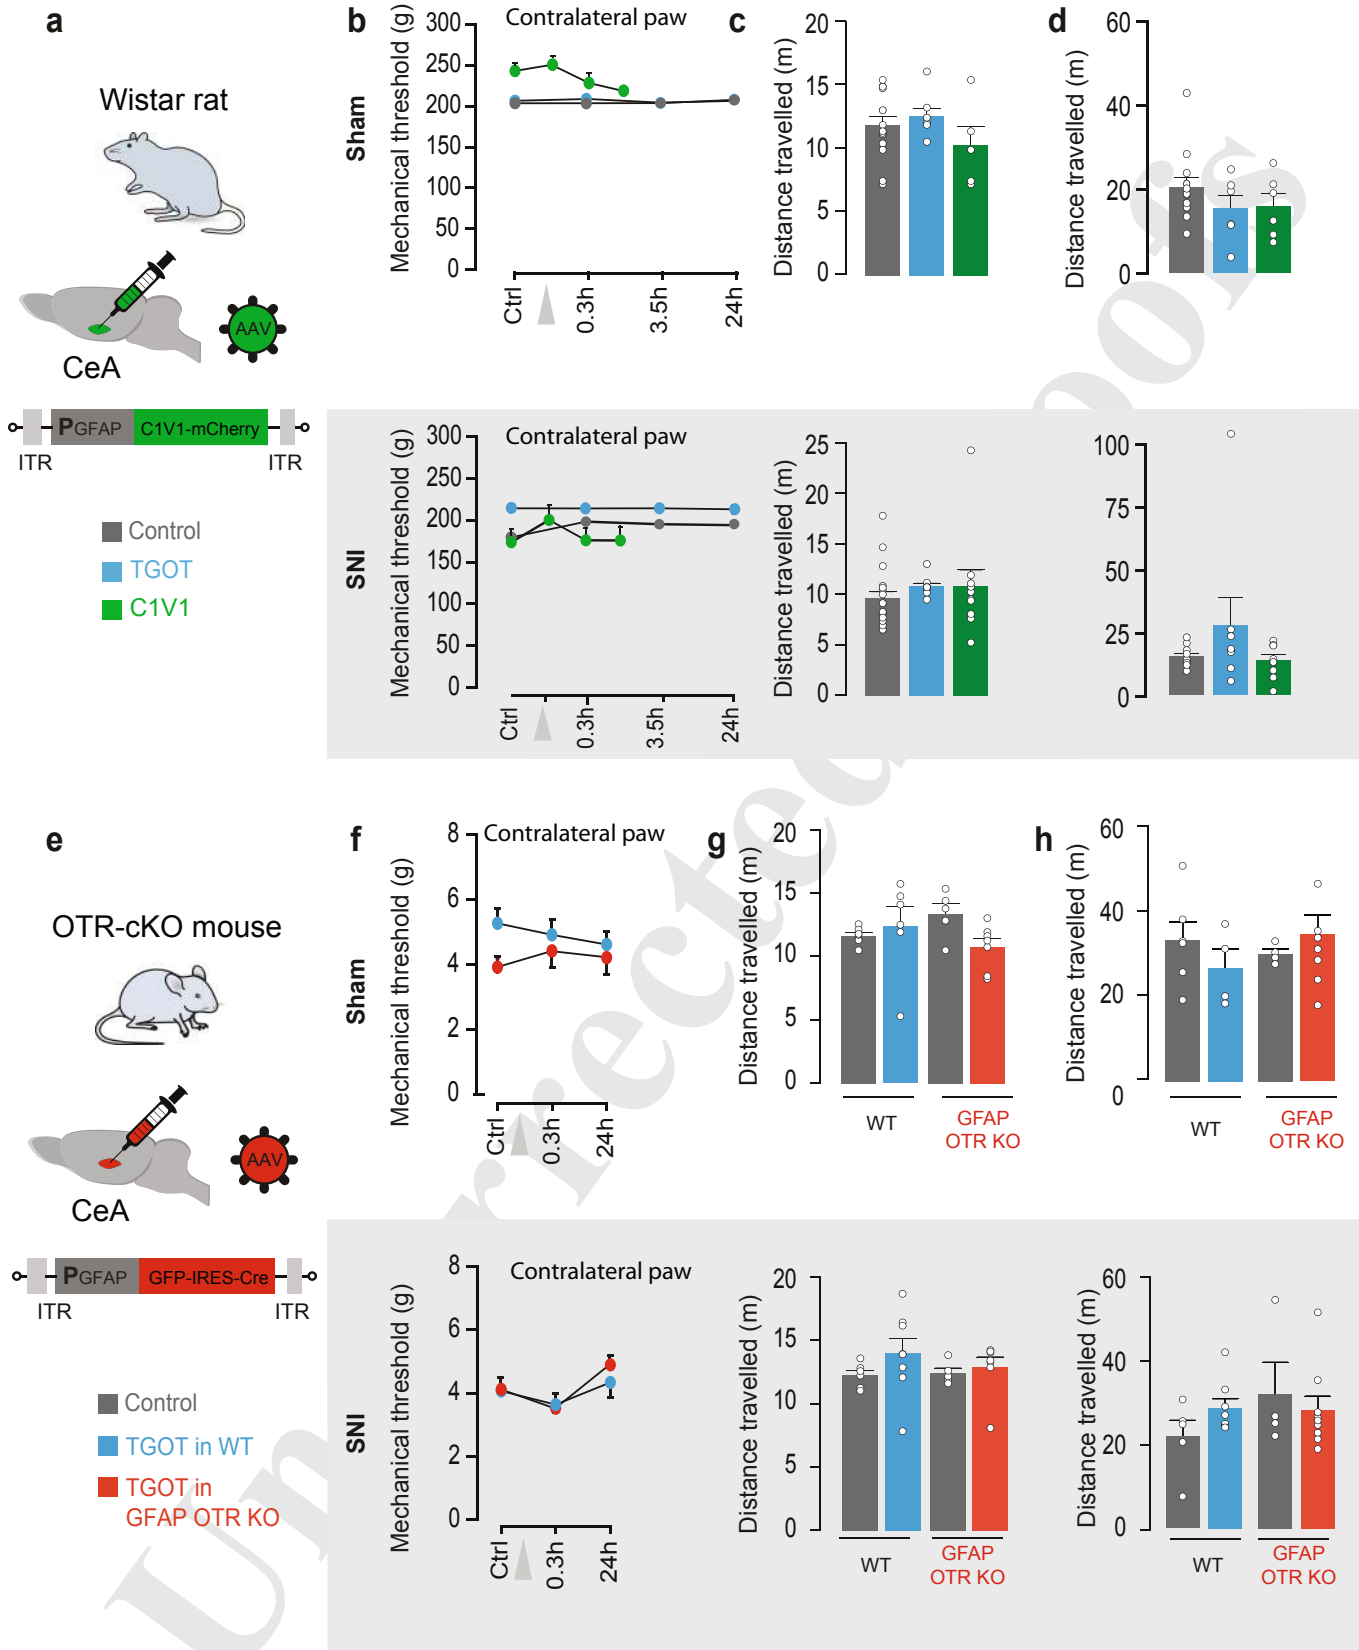 a
Wistar rat
AAV
CeA
PGFAP
C1V1-mCherry
ITR
ITR
Control
TGOT
C1V1
b
Sham
Mechanical threshold (g)
Contralateral paw
300
250
200
150
100
50
0
Ctrl
0.3h
3.5h
24h
c
Distance travelled (m)
20
15
10
5
0
d
Distance travelled (m)
60
40
20
0
SNI
Mechanical threshold (g)
Contralateral paw
300
250
200
150
100
50
0
Ctrl
0.3h
3.5h
24h
Distance travelled (m)
25
20
15
10
5
0
100
75
50
25
0
e
OTR-cKO mouse
AAV
CeA
PGFAP
GFP-IRES-Cre
ITR
ITR
Control
TGOT in WT
TGOT in
GFAP OTR KO
f
Sham
Mechanical threshold (g)
Contralateral paw
8
6
4
2
0
Ctrl
0.3h
24h
g
Distance travelled (m)
20
15
10
5
0
WT
GFAP
OTR KO
h
Distance travelled (m)
60
40
20
0
WT
GFAP
OTR KO
SNI
Mechanical threshold (g)
Contralateral paw
8
6
4
2
0
Ctrl
0.3h
24h
Distance travelled (m)
20
15
10
5
0
WT
GFAP
OTR KO
Distance travelled (m)
60
40
20
0
WT
GFAP
OTR KO